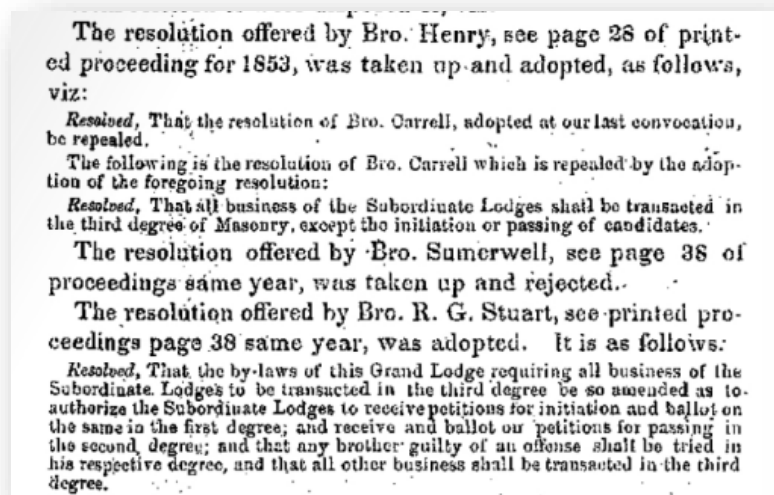 The resolution offered by Bro. Henry, see page 28 of print-
ed proceeding for 1853, was taken up and adopted, as follows,
viz:
Resolved, That the resolution of Bro. Carrell, adopted at our last convocation,
be repealed.
The following is the resolution of Bro. Carrell which is repealed by the adop-
tion of the foregoing resolution:
Resolved, That all business of the Subordinate Lodges shall be transacted in
the third degree of Masonry, except the initiation or passing of candidates.
The resolution offered by Bro. Sumerwell, see page 38 of
proceedings same year, was taken up and rejected.
The resolution offered by Bro. R. G. Stuart, see printed pro-
ceedings page 38 same year, was adopted. It is as follows:
Resolved, That the by-laws of this Grand Lodge requiring all business of the
Subordinate Lodges to be transacted in the third degree be so amended as to
authorize the Subordinate Lodges to receive petitions for initiation and ballot on
the same in the first degree; and receive and ballot on petitions for passing in
the second degree; and that any brother guilty of an offense shall be tried in
his respective degree, and that all other business shall be transacted in the third
degree.